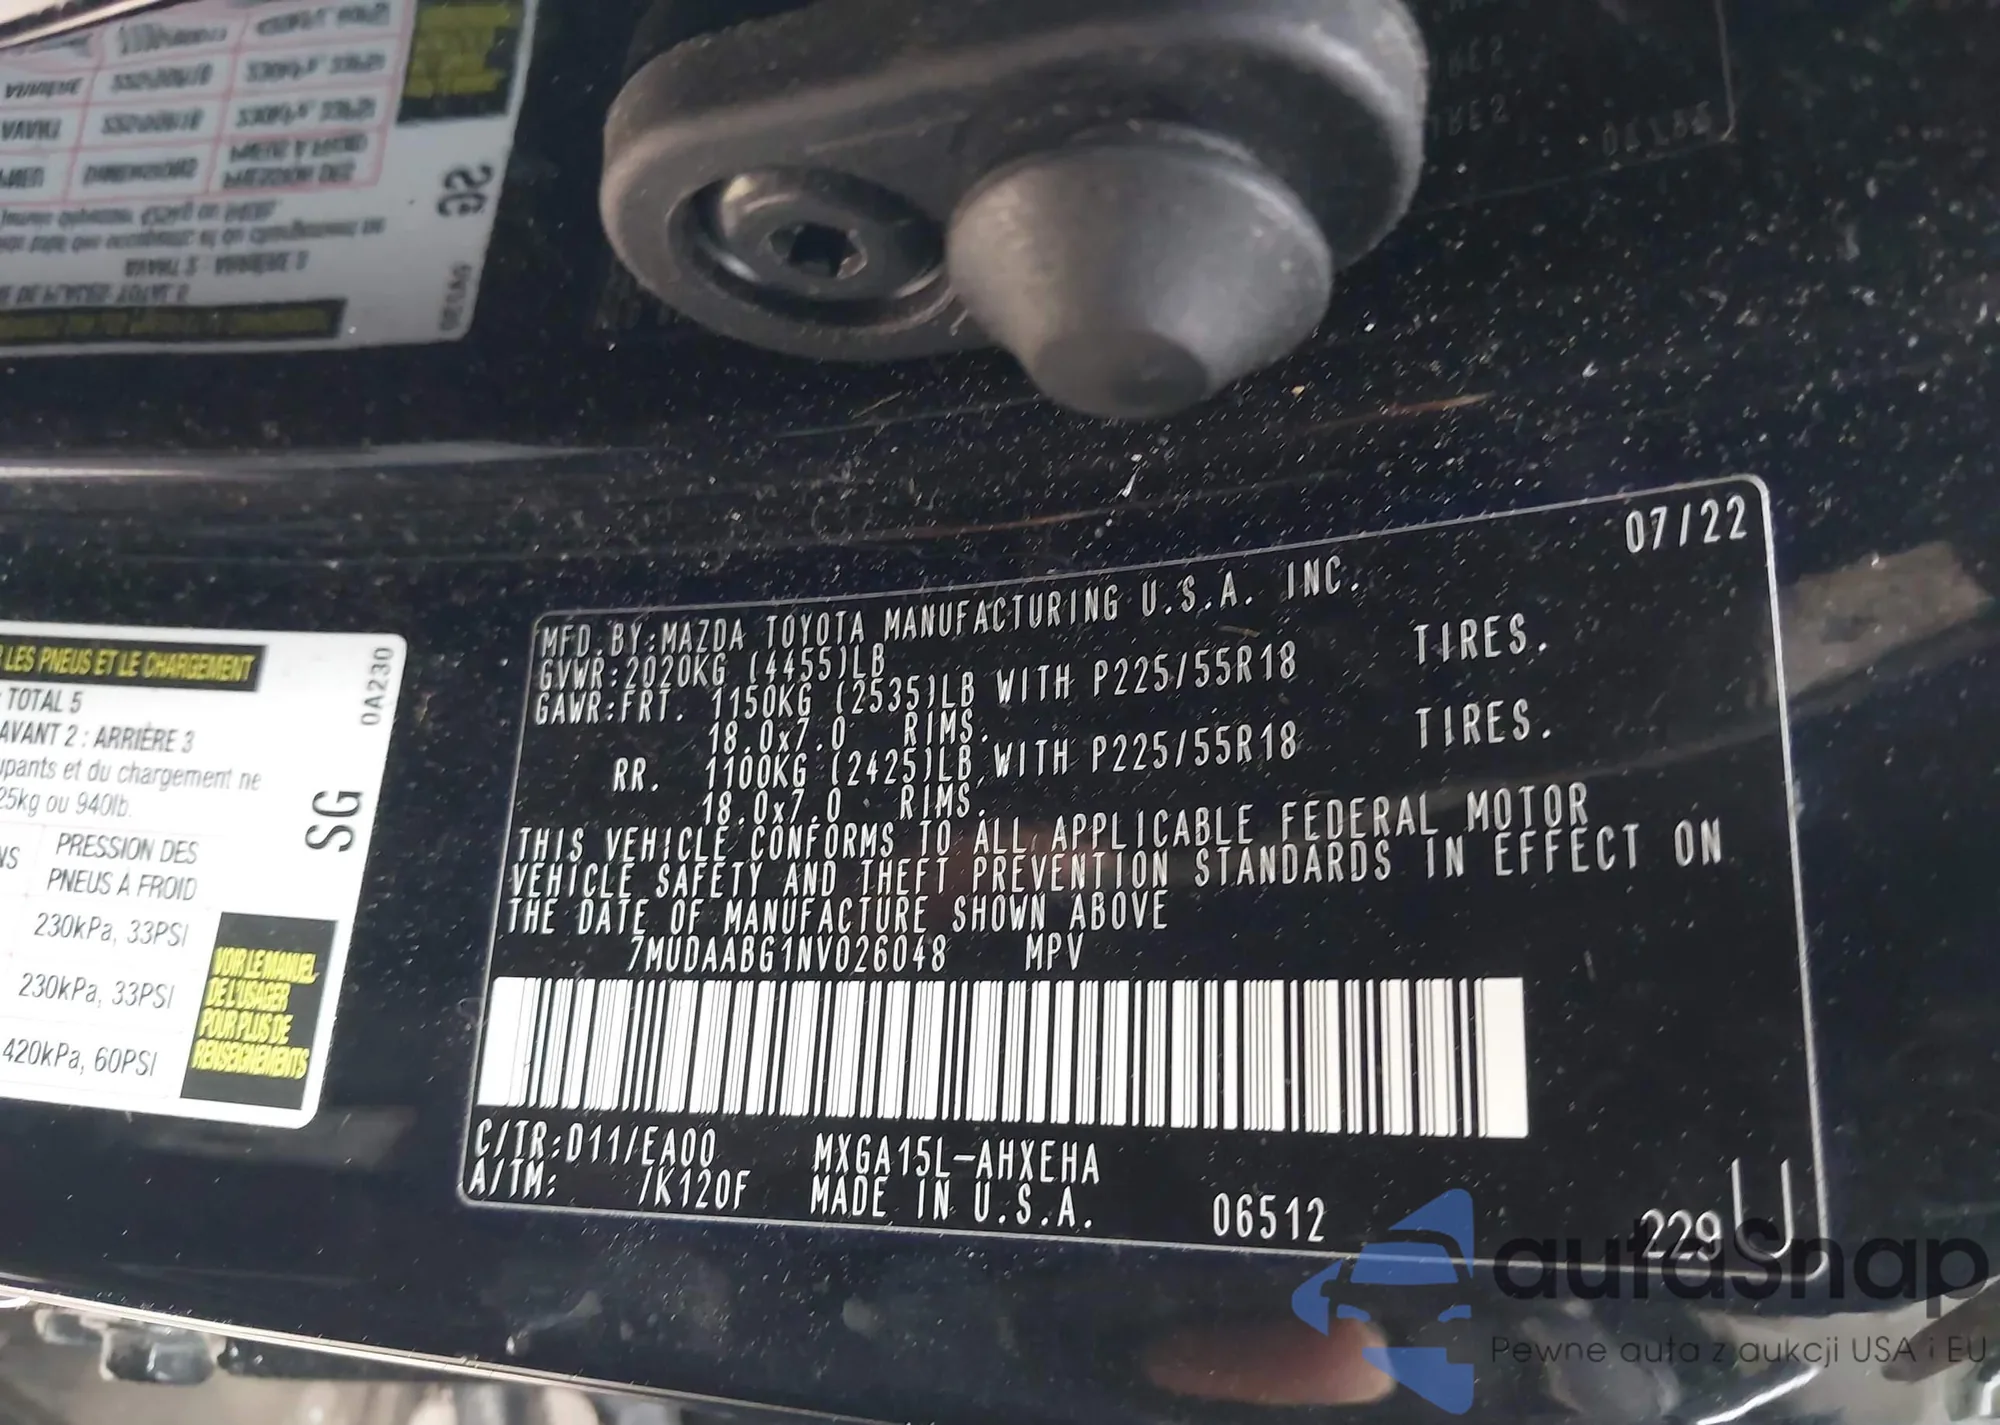 07/22
MFD.BY:MAZDA TOYOTA MANUFACTURING U.S.A. INC.
GVWR:2020KG (4455)LB
GAWR:FRT. 1150KG (2535)LB WITH P225/55R18 TIRES.
18.0x7.0 RIMS.
RR. 1100KG (2425)LB WITH P225/55R18 TIRES.
18.0x7.0 RIMS.
THIS VEHICLE CONFORMS TO ALL APPLICABLE FEDERAL MOTOR
VEHICLE SAFETY AND THEFT PREVENTION STANDARDS IN EFFECT ON
THE DATE OF MANUFACTURE SHOWN ABOVE
7MUDAABG1NV026048 MPV
C/TR:D11/EA00 MXGA15L-AHXEHA
A/TM: /K120F MADE IN U.S.A. 06512 229 U
LES PNEUS ET LE CHARGEMENT
TOTAL 5
AVANT 2 : ARRIÈRE 3
upants et du chargement ne
25kg ou 940lb.
PRESSION DES
PNEUS A FROID
230kPa, 33PSI
230kPa, 33PSI
420kPa, 60PSI
VOIR LE MANUEL
DE L'USAGER
POUR PLUS DE
RENSEIGNEMENTS
0A230
SG
autaSnap
Pewne auta z aukcji USA i EU